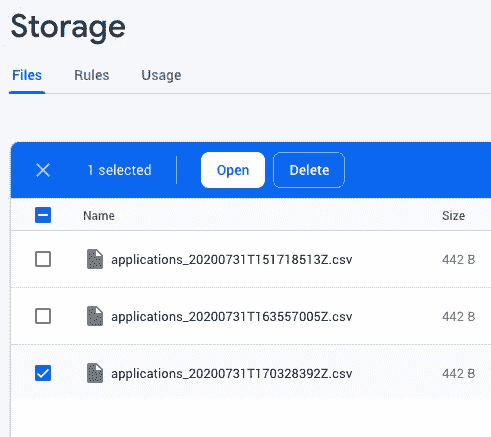 Storage
Files Rules Usage
1 selected Open Delete
Name Size
applications_20200731T151718513Z.csv 442 B
applications_20200731T163557005Z.csv 442 B
applications_20200731T170328392Z.csv 442 B